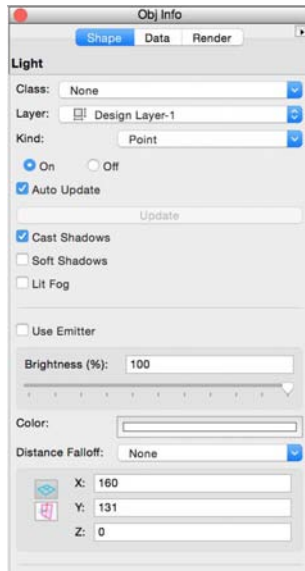 Obj Info
Shape Data Render
Light
Class: None
Layer: Design Layer-1
Kind: Point
On Off
Auto Update
Update
Cast Shadows
Soft Shadows
Lit Fog
Use Emitter
Brightness (%): 100
Color:
Distance Falloff: None
X: 160
Y: 131
Z: 0